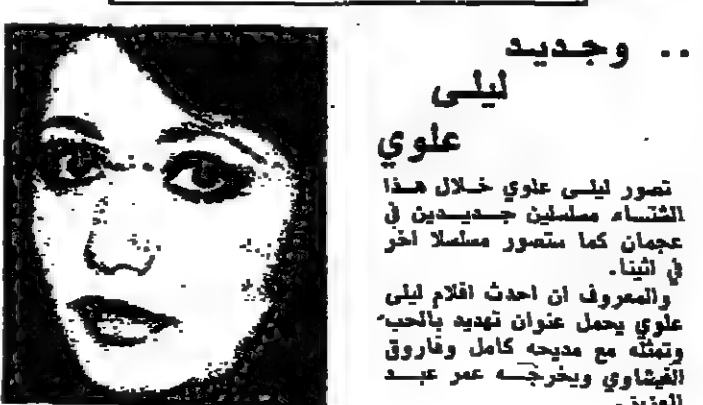 .. وجديد
ليلى
علوي
تصور ليلى علوي خلال هذا
الشتاء مسلسلين جديدين في
عجمان كما ستصور مسلسلا اخر
في اثينا.
والمعروف ان احدث افلام ليلى
علوي يحمل عنوان تهديد بالحب
وتمثله مع مديحه كامل وفاروق
الفيشاوي ويخرجه عمر عبد
العزيز.